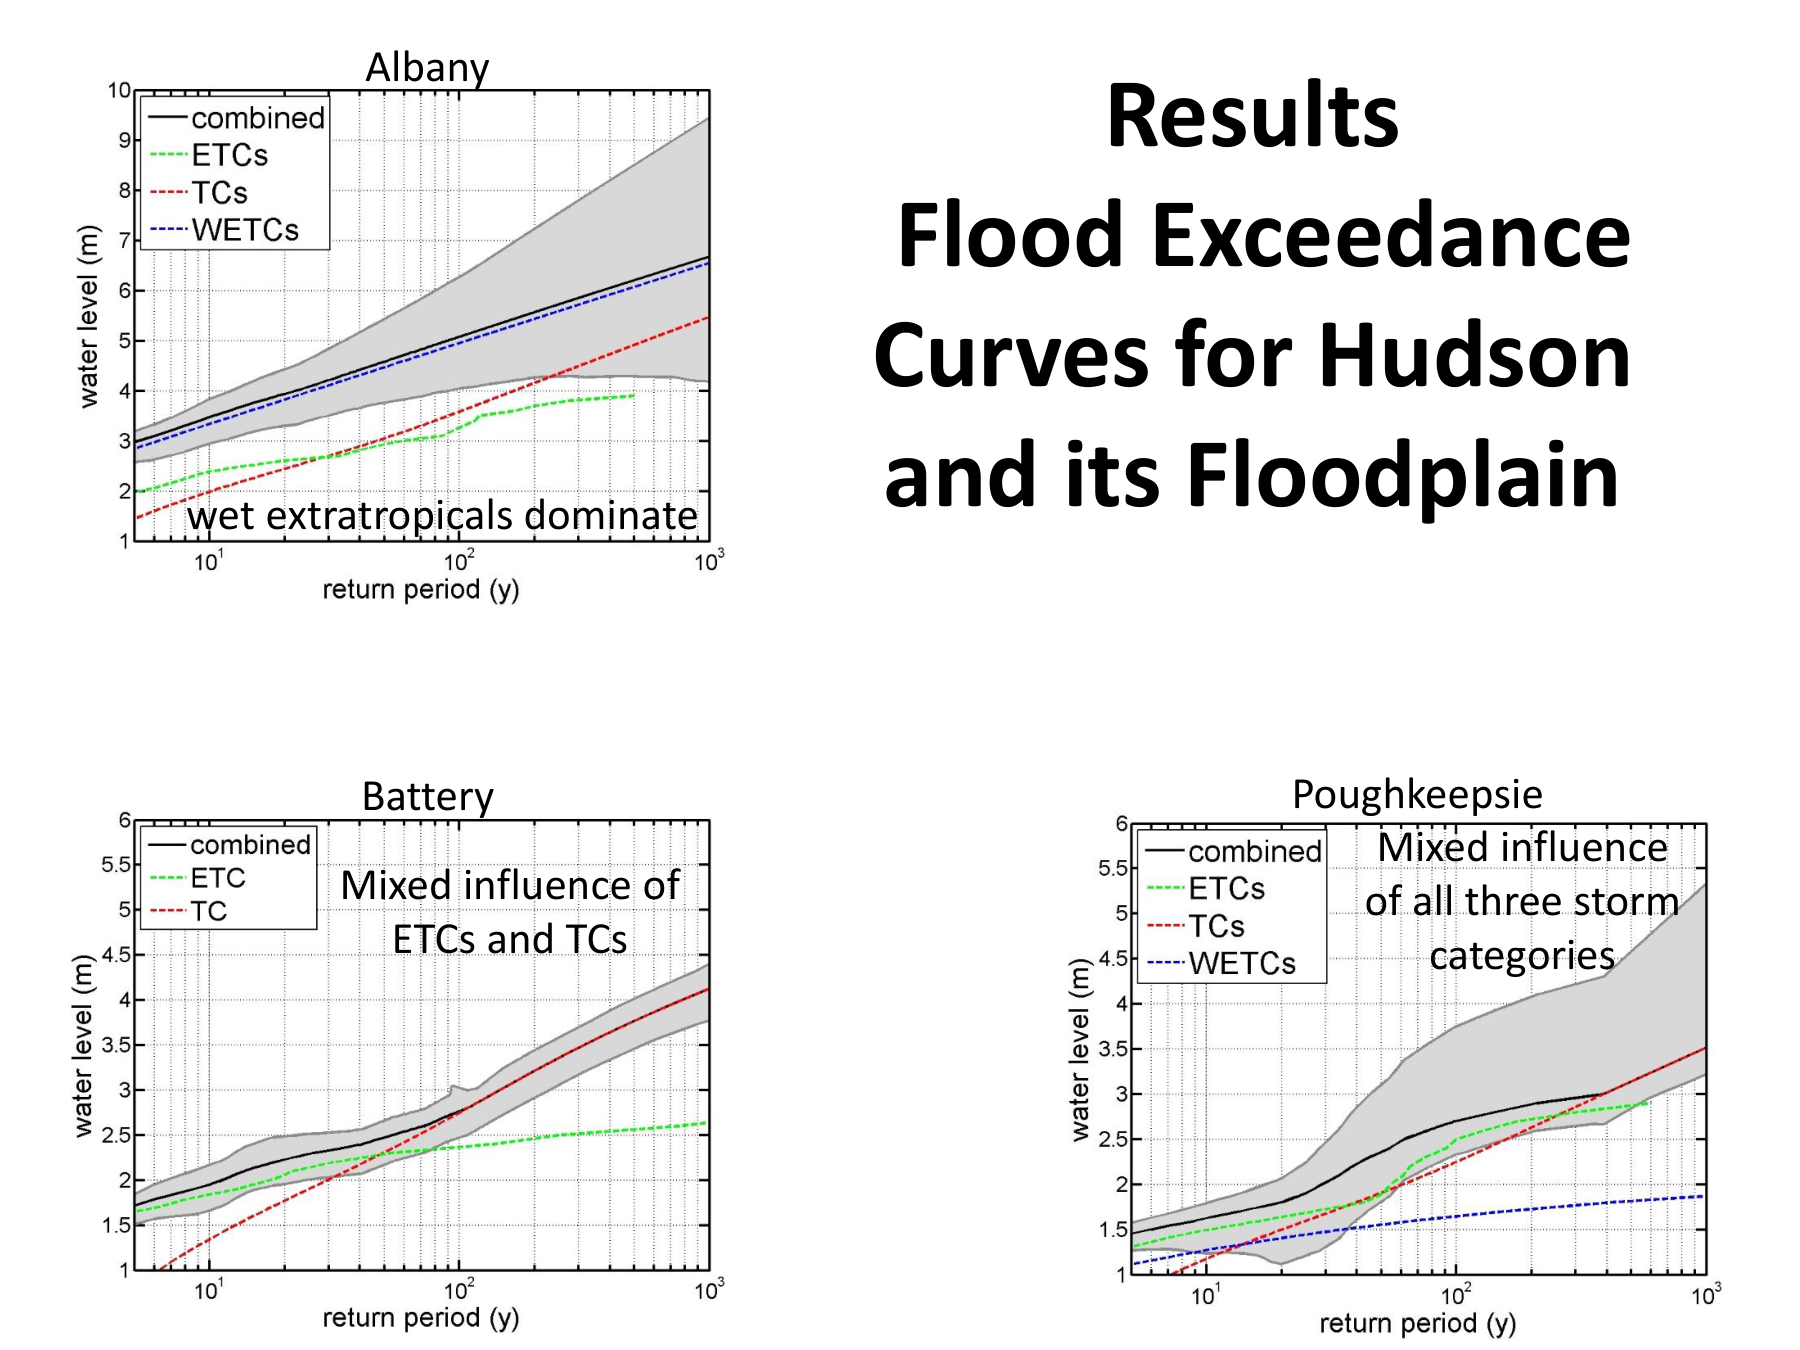 Albany
10
9
8
7
6
5
4
3
2
1
water level (m)
combined
ETCs
TCs
WETCs
wet extratropicals dominate
10¹
10²
10³
return period (y)
Results
Flood Exceedance
Curves for Hudson
and its Floodplain
Battery
6
5.5
5
4.5
4
3.5
3
2.5
2
1.5
1
water level (m)
combined
ETC
TC
Mixed influence of
ETCs and TCs
10¹
10²
10³
return period (y)
Poughkeepsie
6
5.5
5
4.5
4
3.5
3
2.5
2
1.5
1
water level (m)
combined
ETCs
TCs
WETCs
Mixed influence
of all three storm
categories
10¹
10²
10³
return period (y)